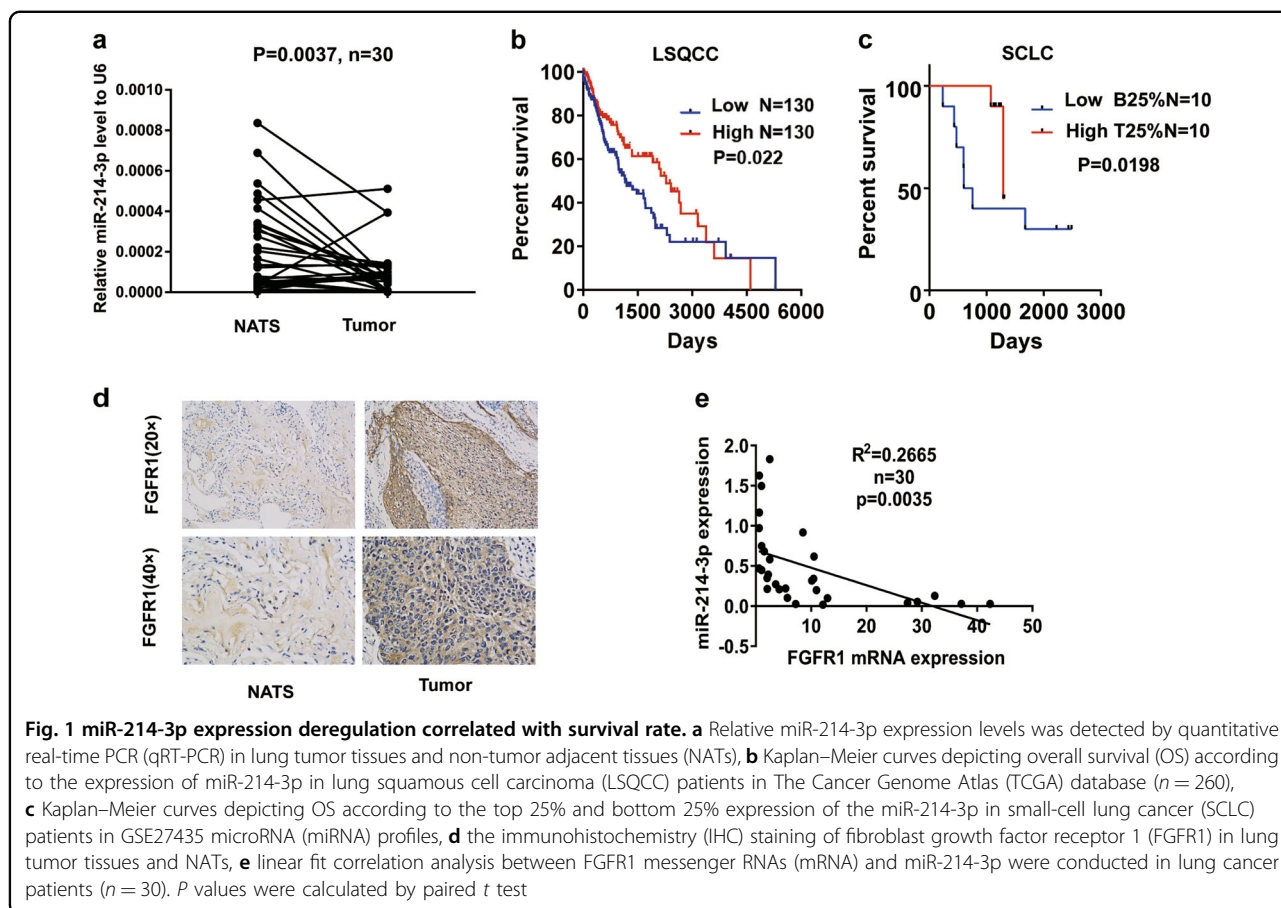 a
P=0.0037, n=30
Relative miR-214-3p level to U6
0.0010
0.0008
0.0006
0.0004
0.0002
0.0000
NATS
Tumor
b
LSQCC
Percent survival
100
80
60
40
20
0
Low N=130
High N=130
P=0.022
0
1500
3000
4500
6000
Days
c
SCLC
Percent survival
100
50
0
Low B25%N=10
High T25%N=10
P=0.0198
0
1000
2000
3000
Days
d
FGFR1(20×)
FGFR1(40×)
NATS
Tumor
e
miR-214-3p expression
2.0
1.5
1.0
0.5
0.0
-0.5
R²=0.2665
n=30
p=0.0035
10
20
30
40
50
FGFR1 mRNA expression
Fig. 1 miR-214-3p expression deregulation correlated with survival rate. a Relative miR-214-3p expression levels was detected by quantitative
real-time PCR (qRT-PCR) in lung tumor tissues and non-tumor adjacent tissues (NATs), b Kaplan–Meier curves depicting overall survival (OS) according
to the expression of miR-214-3p in lung squamous cell carcinoma (LSQCC) patients in The Cancer Genome Atlas (TCGA) database (n = 260),
c Kaplan–Meier curves depicting OS according to the top 25% and bottom 25% expression of the miR-214-3p in small-cell lung cancer (SCLC)
patients in GSE27435 microRNA (miRNA) profiles, d the immunohistochemistry (IHC) staining of fibroblast growth factor receptor 1 (FGFR1) in lung
tumor tissues and NATs, e linear fit correlation analysis between FGFR1 messenger RNAs (mRNA) and miR-214-3p were conducted in lung cancer
patients (n = 30). P values were calculated by paired t test